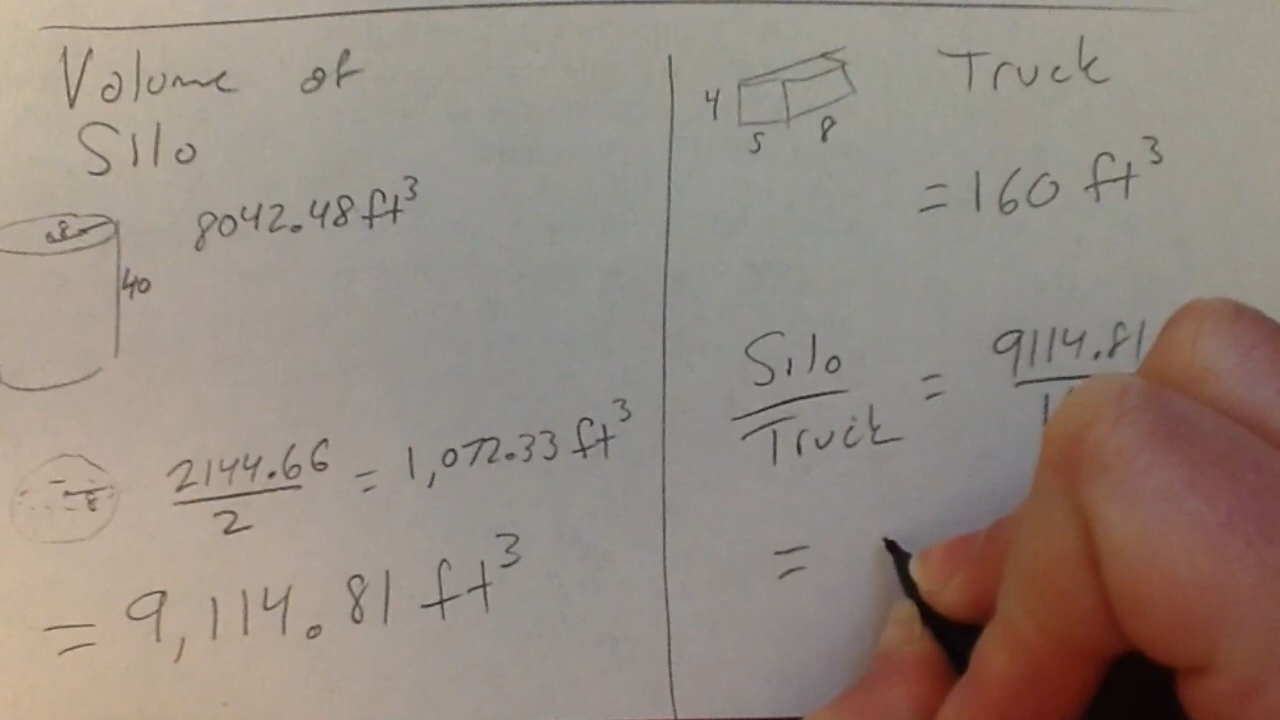 Volume of
Silo
8042.48 ft³
8
40
2144.66
2
= 1,072.33 ft³
8
= 9,114.81 ft³
Truck
4
5
8
= 160 ft³
Silo
Truck
= 9114.81
=